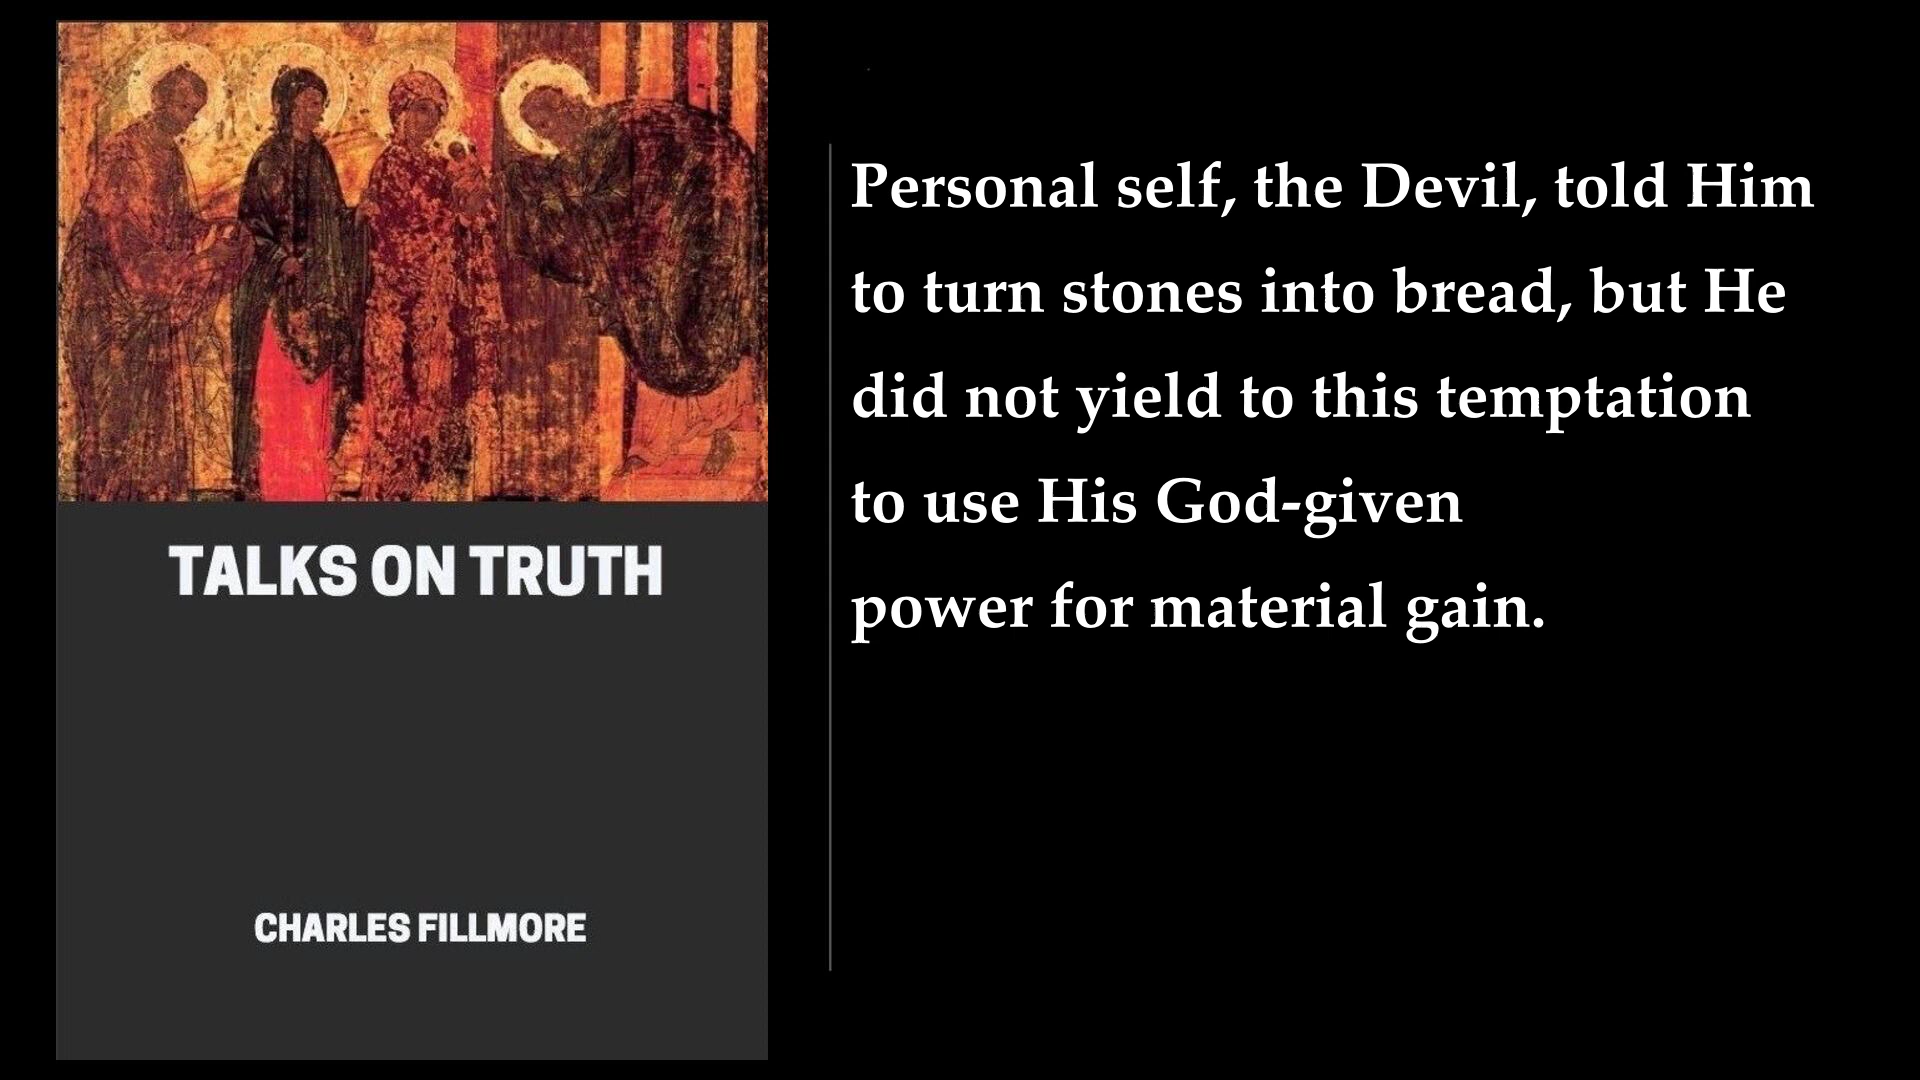 TALKS ON TRUTH
CHARLES FILLMORE
Personal self, the Devil, told Him
to turn stones into bread, but He
did not yield to this temptation
to use His God-given
power for material gain.